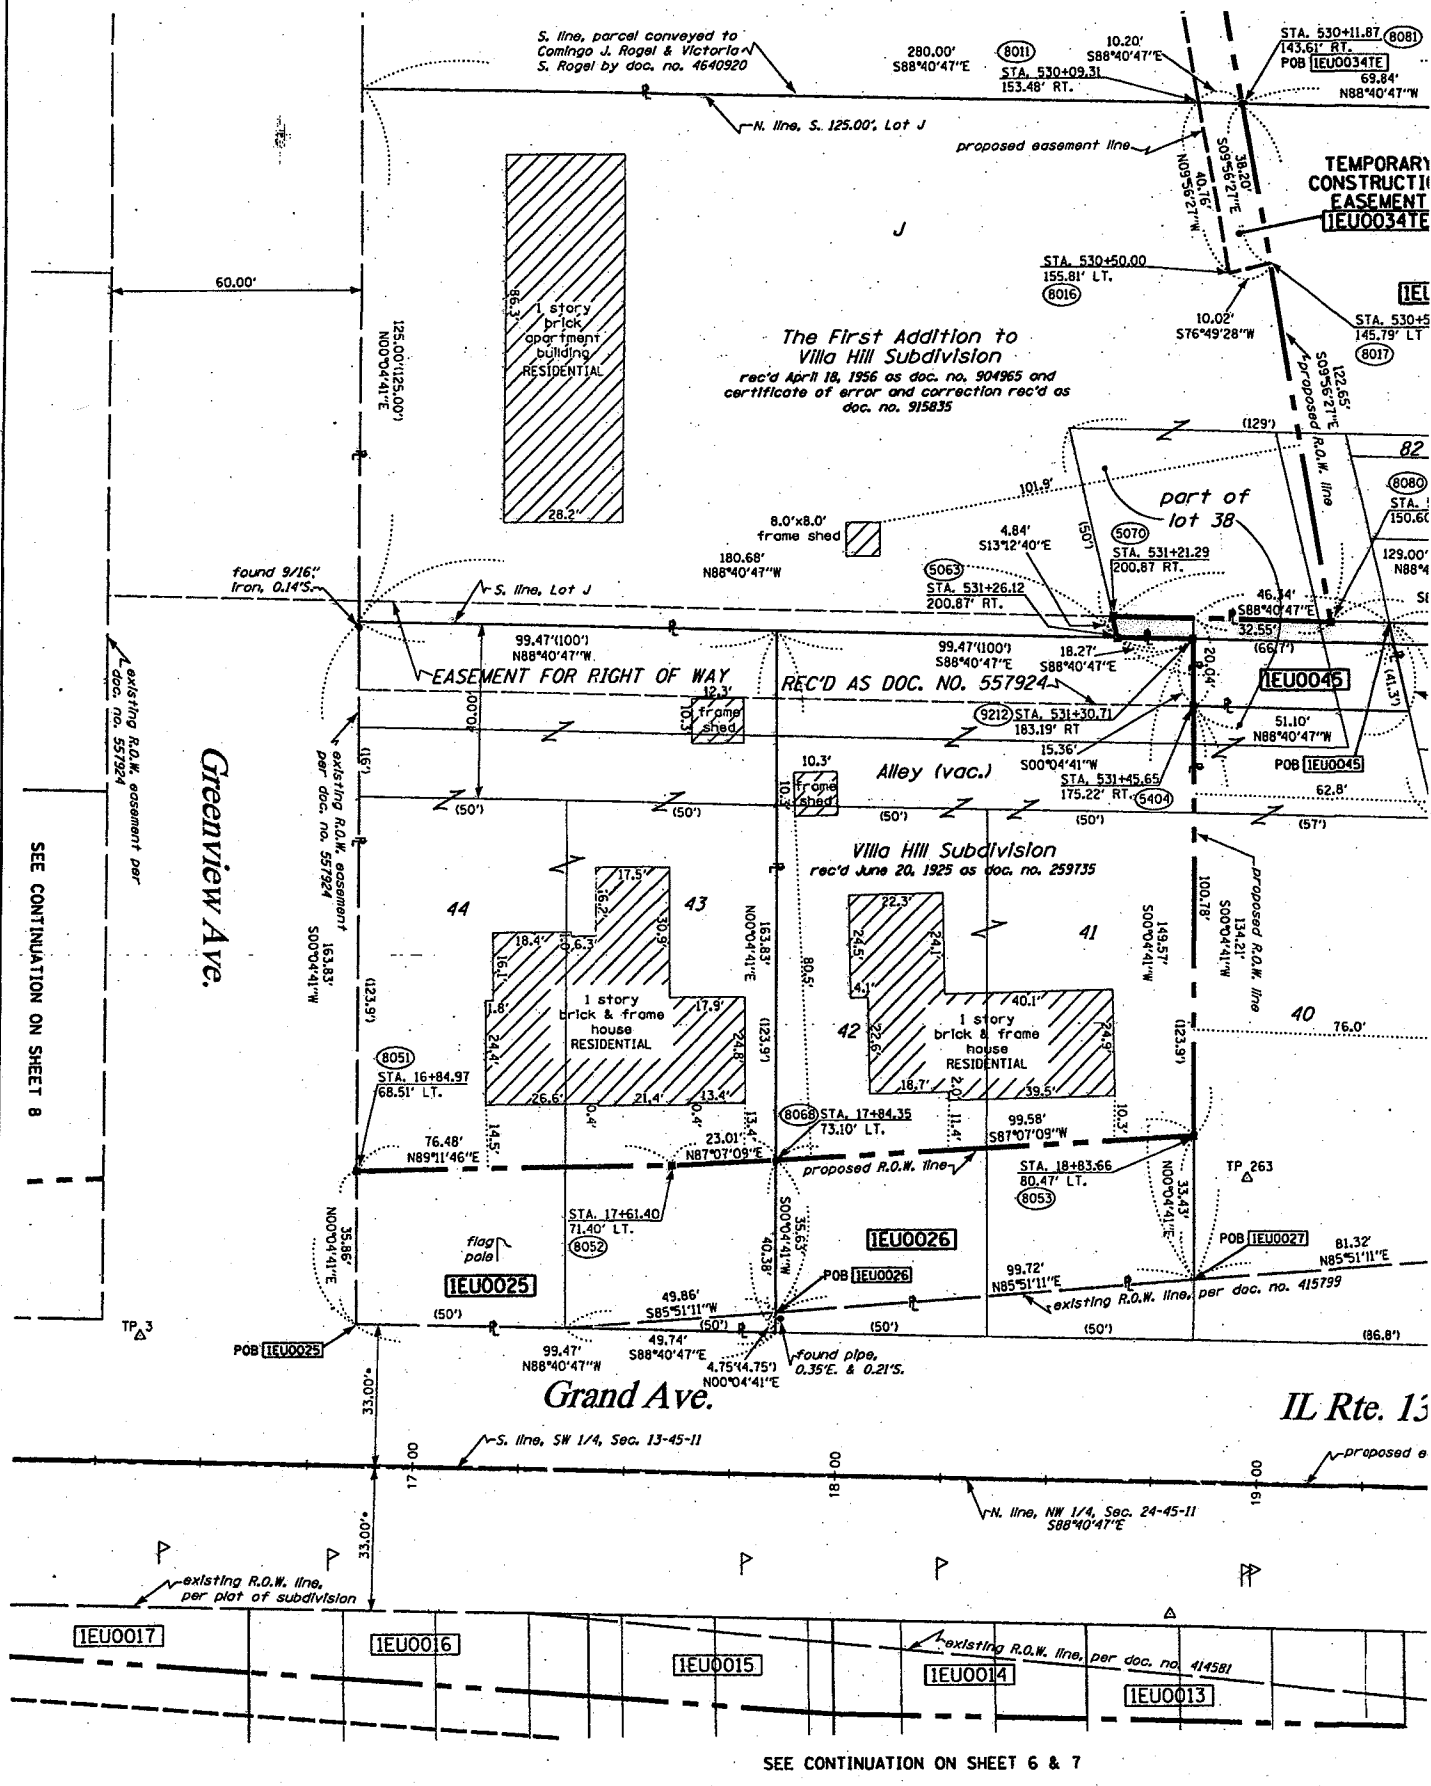 S. line, parcel conveyed to
Comingo J. Rogel & Victoria
S. Rogel by doc. no. 4640920
280.00'
S88°40'47"E
8011
STA. 530+09.31
153.48' RT.
10.20'
S88°40'47"E
STA. 530+11.87
8081
143.61' RT.
POB 1EU0034TE
69.84'
N88°40'47"W
N. line, S. 125.00', Lot J
proposed easement line
40.76'
N09°56'27"W
38.20'
S09°56'27"E
TEMPORARY
EASEMENT
1EU0034TE
J
STA. 530+50.00
155.81' LT.
8016
60.00'
10.02'
S76°49'28"W
1EU
STA. 530+5
145.79' LT
8017
125.00'(125.00')
N00°04'41"E
86.3'
1 story
brick
apartment
building
RESIDENTIAL
28.2'
The First Addition to
Villa Hill Subdivision
rec'd April 18, 1956 as doc. no. 904965 and
certificate of error and correction rec'd as
doc. no. 915835
122.65'
S09°56'27"E
proposed R.O.W. line
(129')
82
101.9'
part of
lot 38
8080
STA.
150.60
129.00'
N88°4
(50')
8.0'x8.0'
frame shed
4.84'
S13°12'40"E
5070
STA. 531+21.29
200.87 RT.
180.68'
N88°40'47"W
5063
STA. 531+26.12
200.87' RT.
found 9/16"
iron, 0.14'S.
S. line, Lot J
46.34'
S88°40'47"E
32.55'
(66.7')
99.47'(100')
N88°40'47"W
99.47'(100')
S88°40'47"E
18.27'
S88°40'47"E
20.04'
1EU0045
(41.3')
EASEMENT FOR RIGHT OF WAY
REC'D AS DOC. NO. 557924
40.00'
12.3'
10.3'
frame
shed
9212
STA. 531+30.71
183.19' RT
15.36'
S00°04'41"W
51.10'
N88°40'47"W
POB 1EU0045
existing R.O.W. easement per
doc. no. 557924
(16')
existing R.O.W. easement
per doc. no. 557924
Greenview Ave.
10.3'
frame
shed
Alley (vac.)
STA. 531+45.65
175.22' RT.
5404
62.8'
(50')
(50')
(50')
(50')
(57')
Villa Hill Subdivision
rec'd June 20, 1925 as doc. no. 259735
SEE CONTINUATION ON SHEET 8
44
43
42
41
40
17.5'
16.2'
30.9'
18.4'
6.3'
16.1'
1.8'
24.4'
17.9'
24.8'
1 story
brick & frame
house
RESIDENTIAL
26.6'
21.4'
13.4'
0.4'
0.4'
14.5'
13.4'
163.83'
S00°04'41"W
(123.9')
163.83'
N00°04'41"E
(123.9')
80.5'
22.3'
24.5'
24.1'
4.1'
22.6'
40.1'
24.9'
1 story
brick & frame
house
RESIDENTIAL
18.7'
2.0'
39.5'
11.4'
10.3'
149.57'
S00°04'41"W
(123.9')
100.78'
134.21'
S00°04'41"W
proposed R.O.W. line
76.0'
8051
STA. 16+84.97
68.51' LT.
8068
STA. 17+84.35
73.10' LT.
99.58'
S87°07'09"W
76.48'
N89°11'46"E
23.01'
N87°07'09"E
proposed R.O.W. line
STA. 18+83.66
80.47' LT.
8053
TP 263
33.43'
N00°04'41"E
35.86'
N00°04'41"E
STA. 17+61.40
71.40' LT.
8052
flag
pole
1EU0025
35.63'
S00°04'41"W
40.38'
1EU0026
POB 1EU0026
POB 1EU0027
81.32'
N85°51'11"E
99.72'
N85°51'11"E
existing R.O.W. line, per doc. no. 415799
49.86'
S85°51'11"W
(50')
(50')
(50')
(50')
(86.8')
TP 3
POB 1EU0025
99.47'
N88°40'47"W
49.74'
S88°40'47"E
4.75'(4.75')
N00°04'41"E
found pipe,
0.35'E. & 0.21'S.
Grand Ave.
IL Rte. 13
33.00'
S. line, SW 1/4, Sec. 13-45-11
17+00
18+00
19+00
proposed
N. line, NW 1/4, Sec. 24-45-11
S88°40'47"E
33.00'
existing R.O.W. line,
per plat of subdivision
1EU0017
1EU0016
1EU0015
1EU0014
1EU0013
existing R.O.W. line, per doc. no. 414581
SEE CONTINUATION ON SHEET 6 & 7